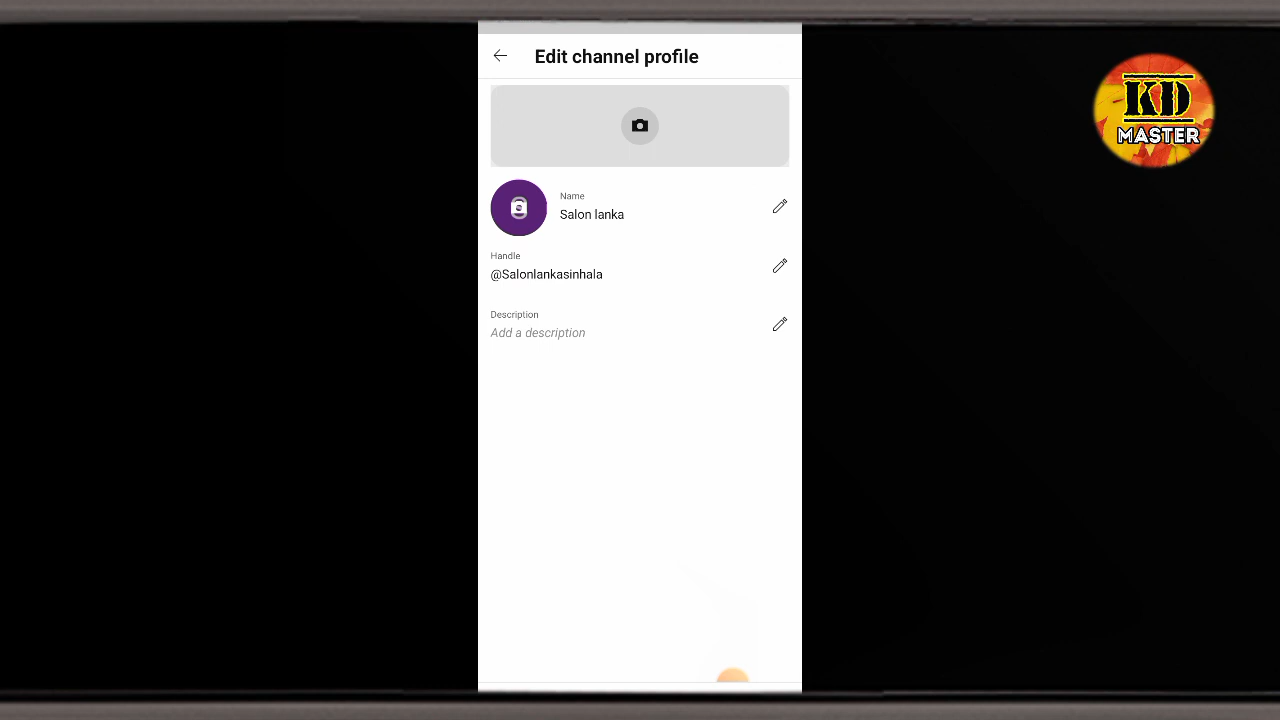 Edit channel profile
KD
MASTER
Name
Salon lanka
Handle
@Salonlankasinhala
Description
Add a description